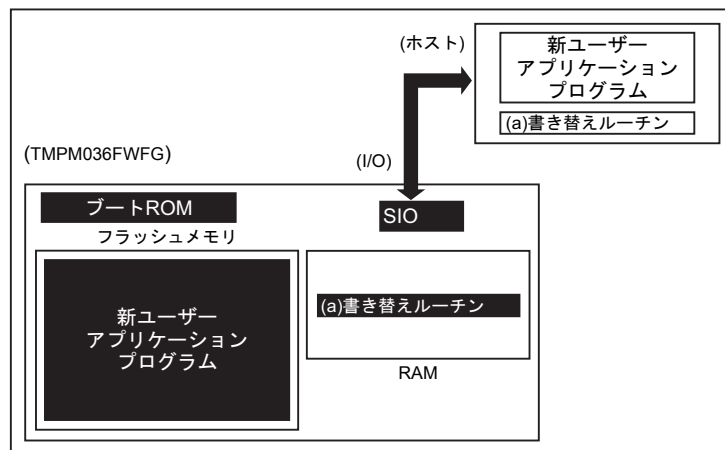 (ホスト)
新ユーザー
アプリケーション
プログラム
(a)書き替えルーチン
(TMPM036FWFG)
(I/O)
ブートROM
SIO
フラッシュメモリ
新ユーザー
アプリケーション
プログラム
(a)書き替えルーチン
RAM